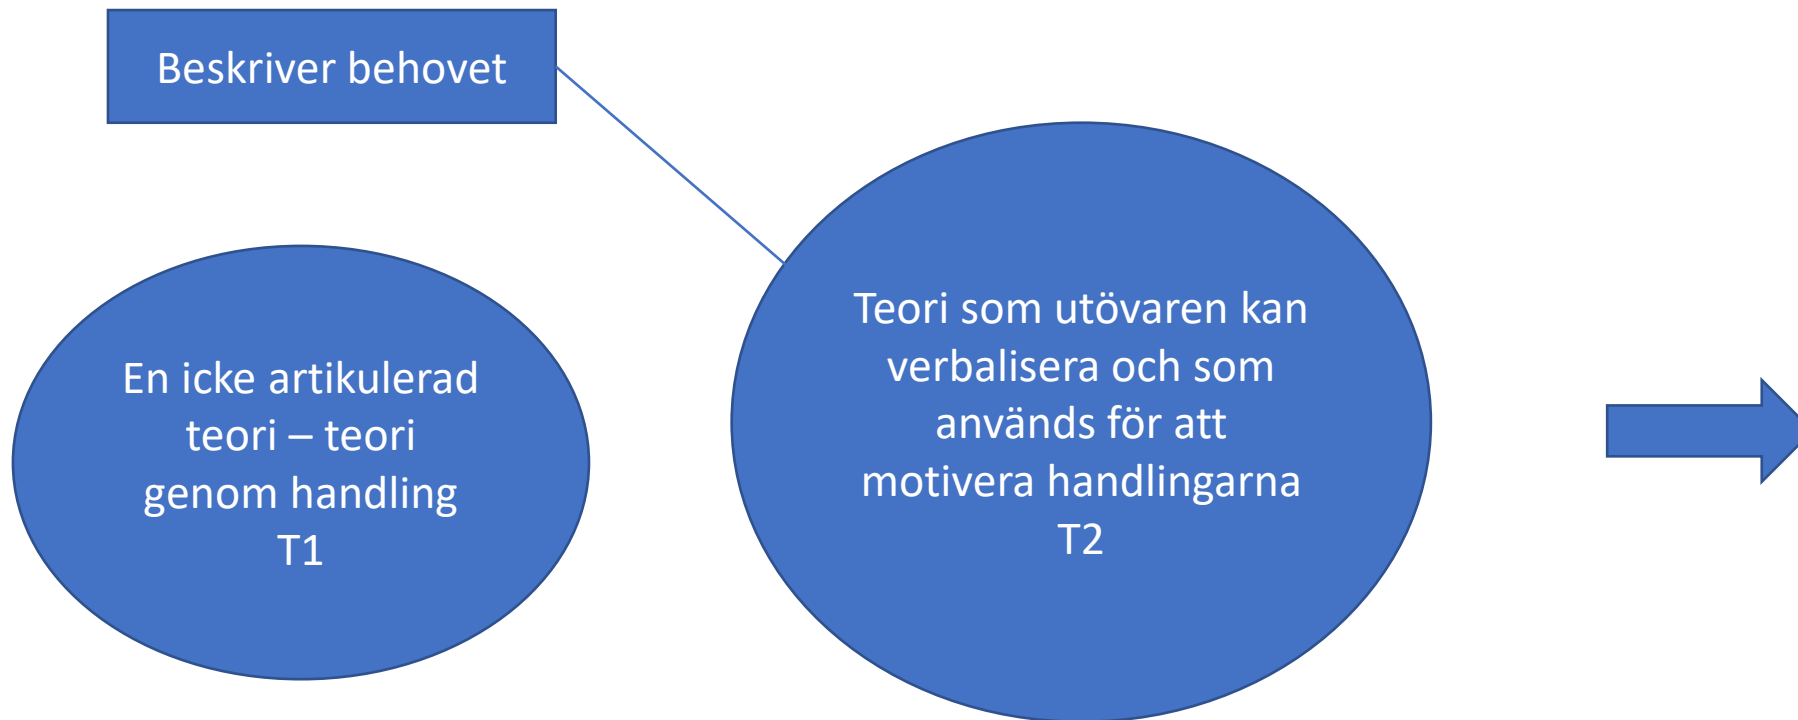 Beskriver behovet
En icke artikulerad
teori – teori
genom handling
T1
Teori som utövaren kan
verbalisera och som
används för att
motivera handlingarna
T2